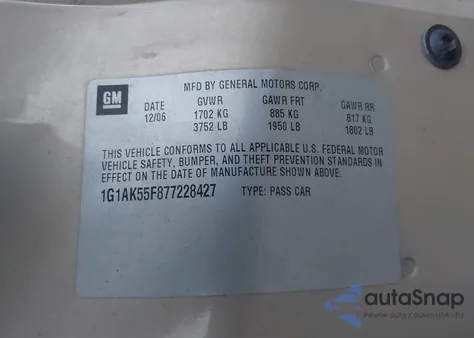 MFD BY GENERAL MOTORS CORP.
GM DATE GVWR GAWR FRT GAWR RR
12/06 1702 KG 885 KG 817 KG
3752 LB 1950 LB 1802 LB
THIS VEHICLE CONFORMS TO ALL APPLICABLE U.S. FEDERAL MOTOR
VEHICLE SAFETY, BUMPER, AND THEFT PREVENTION STANDARDS IN
EFFECT ON THE DATE OF MANUFACTURE SHOWN ABOVE.
1G1AK55F877228427 TYPE: PASS CAR
autoSnap
Pewne auto z